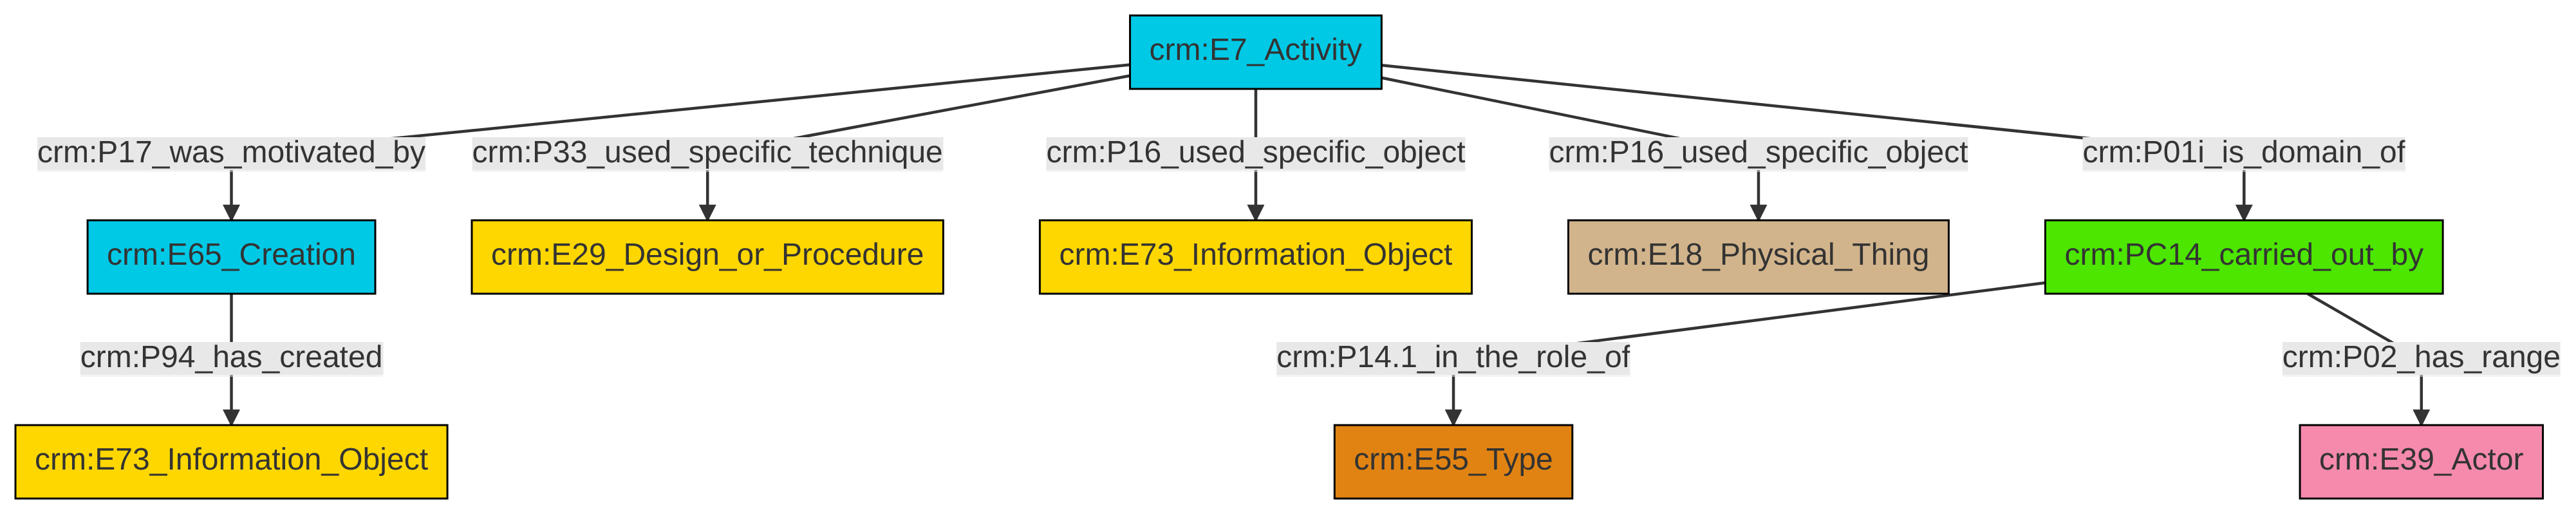 crm:E7_Activity
crm:P17_was_motivated_by
crm:P33_used_specific_technique
crm:P16_used_specific_object
crm:P16_used_specific_object
crm:P01i_is_domain_of
crm:E65_Creation
crm:E29_Design_or_Procedure
crm:E73_Information_Object
crm:E18_Physical_Thing
crm:PC14_carried_out_by
crm:P94_has_created
crm:P14.1_in_the_role_of
crm:P02_has_range
crm:E73_Information_Object
crm:E55_Type
crm:E39_Actor